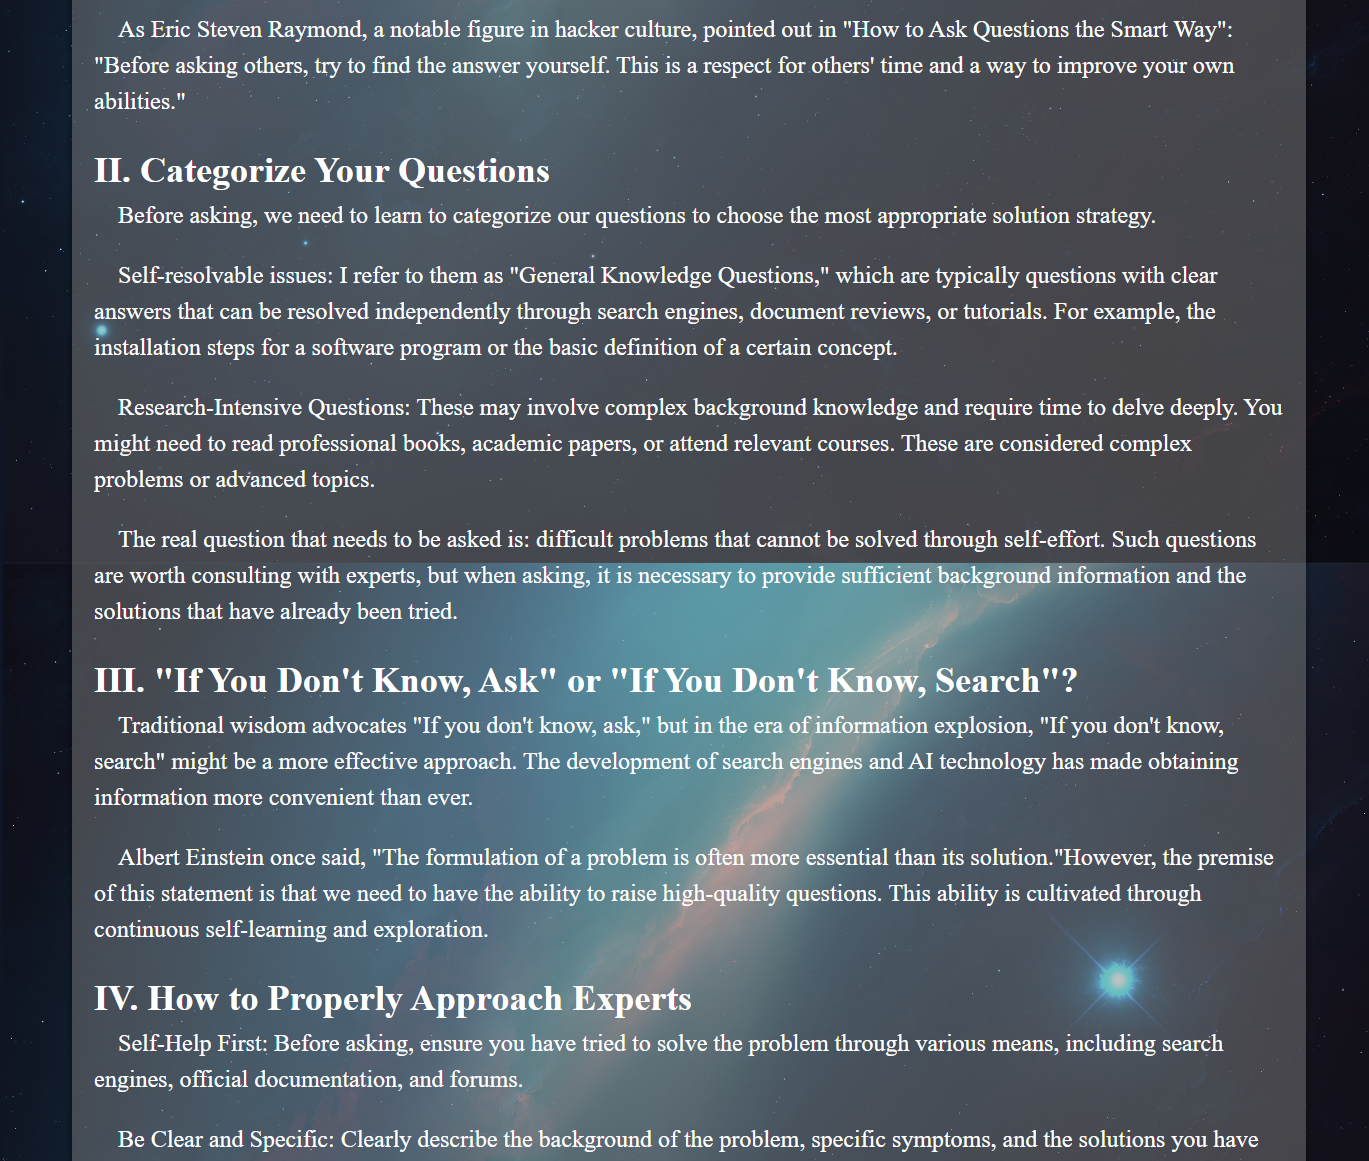 As Eric Steven Raymond, a notable figure in hacker culture, pointed out in "How to Ask Questions the Smart Way":
"Before asking others, try to find the answer yourself. This is a respect for others' time and a way to improve your own
abilities."
II. Categorize Your Questions
Before asking, we need to learn to categorize our questions to choose the most appropriate solution strategy.
Self-resolvable issues: I refer to them as "General Knowledge Questions," which are typically questions with clear
answers that can be resolved independently through search engines, document reviews, or tutorials. For example, the
installation steps for a software program or the basic definition of a certain concept.
Research-Intensive Questions: These may involve complex background knowledge and require time to delve deeply. You
might need to read professional books, academic papers, or attend relevant courses. These are considered complex
problems or advanced topics.
The real question that needs to be asked is: difficult problems that cannot be solved through self-effort. Such questions
are worth consulting with experts, but when asking, it is necessary to provide sufficient background information and the
solutions that have already been tried.
III. "If You Don't Know, Ask" or "If You Don't Know, Search"?
Traditional wisdom advocates "If you don't know, ask," but in the era of information explosion, "If you don't know,
search" might be a more effective approach. The development of search engines and AI technology has made obtaining
information more convenient than ever.
Albert Einstein once said, "The formulation of a problem is often more essential than its solution."However, the premise
of this statement is that we need to have the ability to raise high-quality questions. This ability is cultivated through
continuous self-learning and exploration.
IV. How to Properly Approach Experts
Self-Help First: Before asking, ensure you have tried to solve the problem through various means, including search
engines, official documentation, and forums.
Be Clear and Specific: Clearly describe the background of the problem, specific symptoms, and the solutions you have